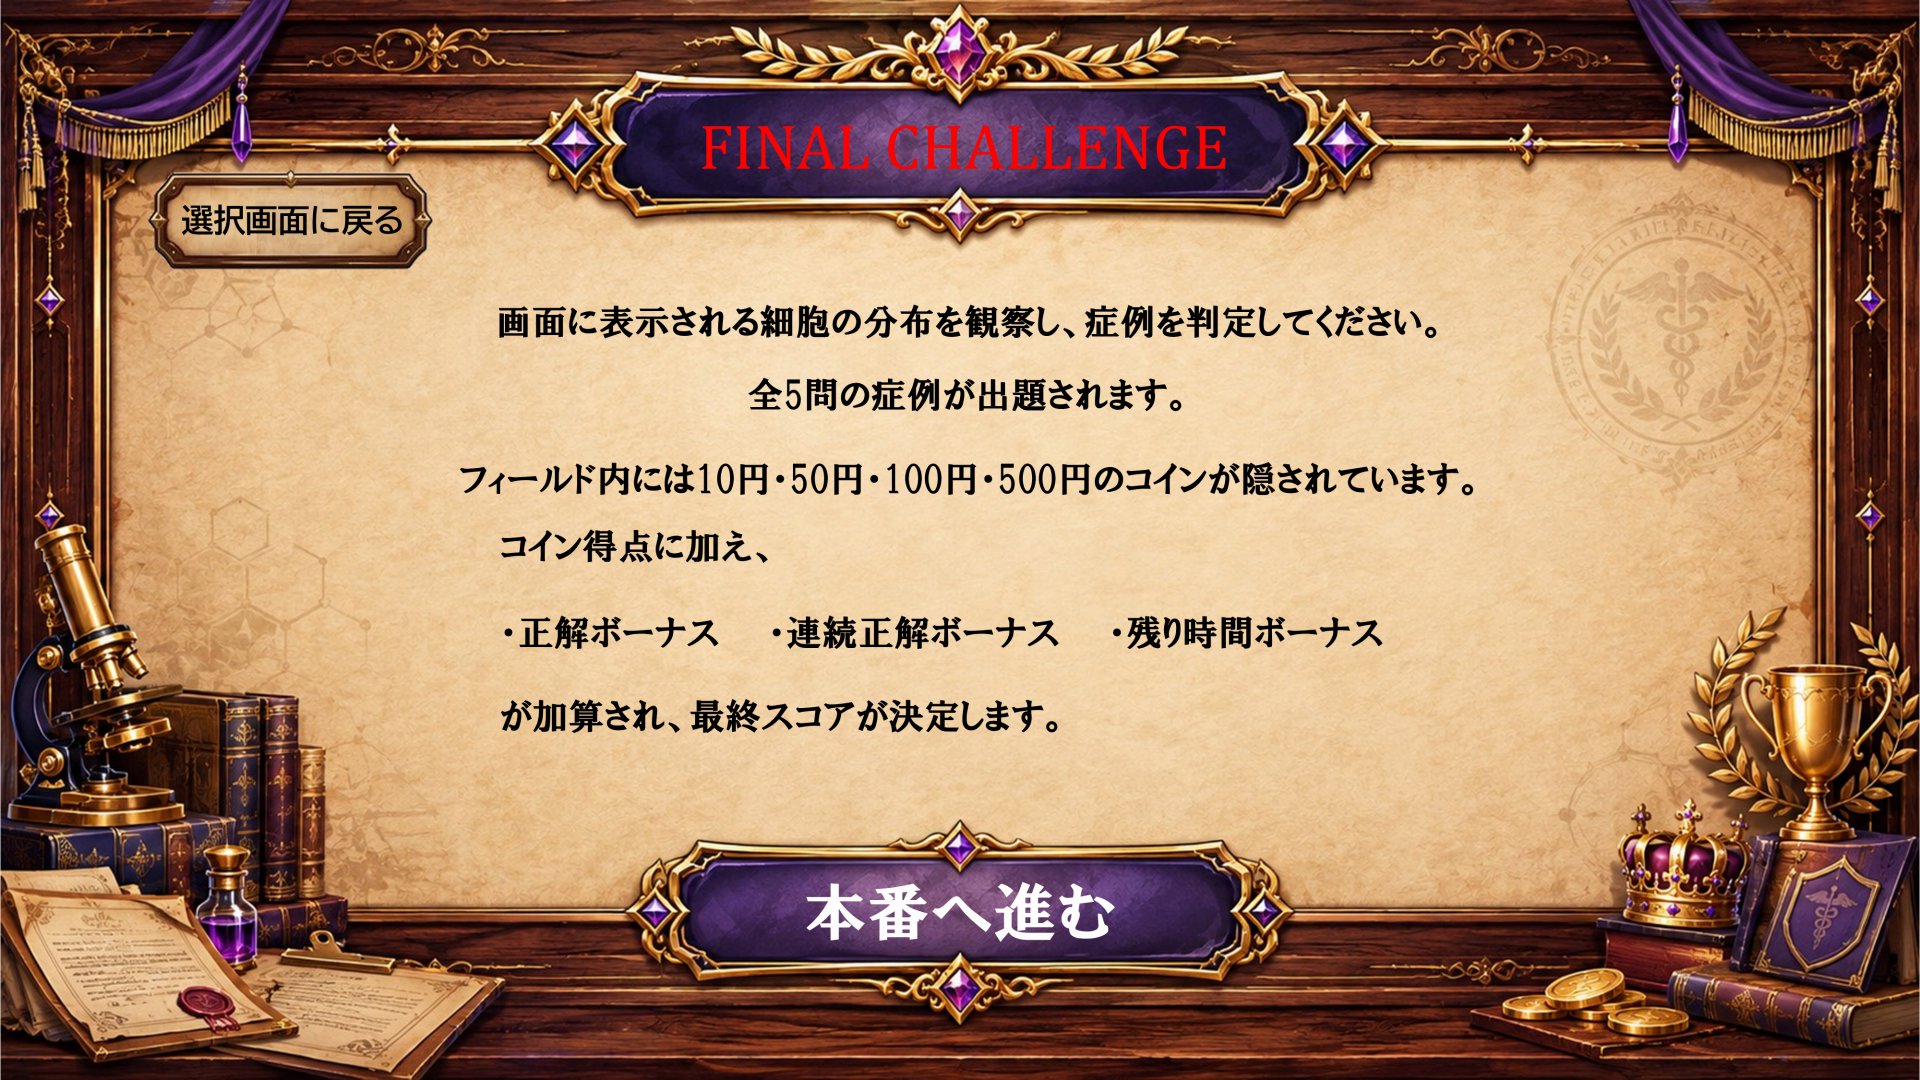 FINAL CHALLENGE
選択画面に戻る
画面に表示される細胞の分布を観察し、症例を判定してください。
全5問の症例が出題されます。
フィールド内には10円・50円・100円・500円のコインが隠されています。
コイン得点に加え、
・正解ボーナス ・連続正解ボーナス ・残り時間ボーナス
が加算され、最終スコアが決定します。
本番へ進む